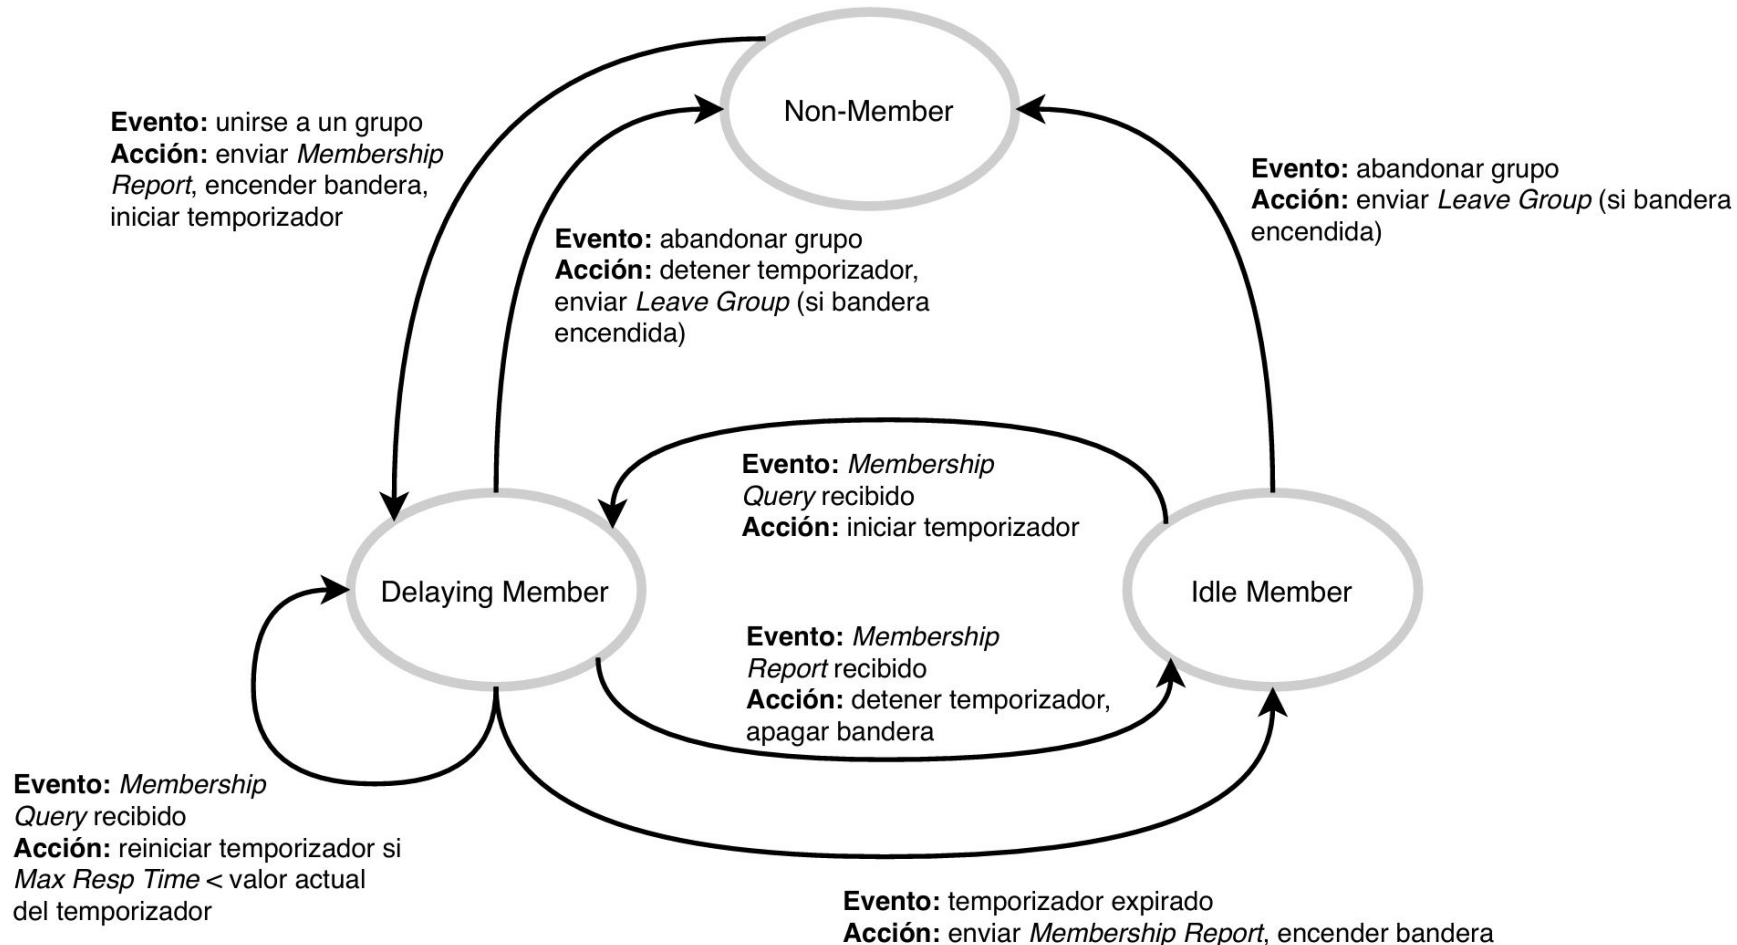 Non-Member
Evento: unirse a un grupo
Acción: enviar Membership
Report, encender bandera,
iniciar temporizador
Evento: abandonar grupo
Acción: enviar Leave Group (si bandera
encendida)
Evento: abandonar grupo
Acción: detener temporizador,
enviar Leave Group (si bandera
encendida)
Evento: Membership
Query recibido
Acción: iniciar temporizador
Delaying Member
Idle Member
Evento: Membership
Report recibido
Acción: detener temporizador,
apagar bandera
Evento: Membership
Query recibido
Acción: reiniciar temporizador si
Max Resp Time < valor actual
del temporizador
Evento: temporizador expirado
Acción: enviar Membership Report, encender bandera